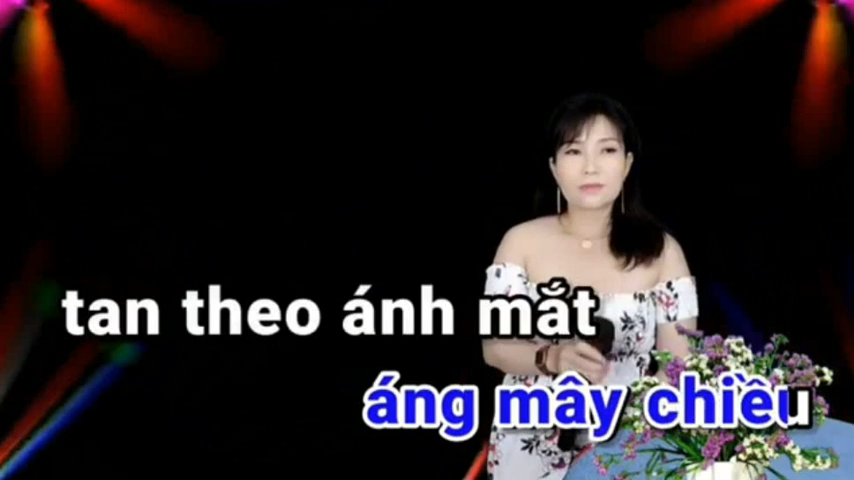 tan theo ánh mắt
áng mây chiều